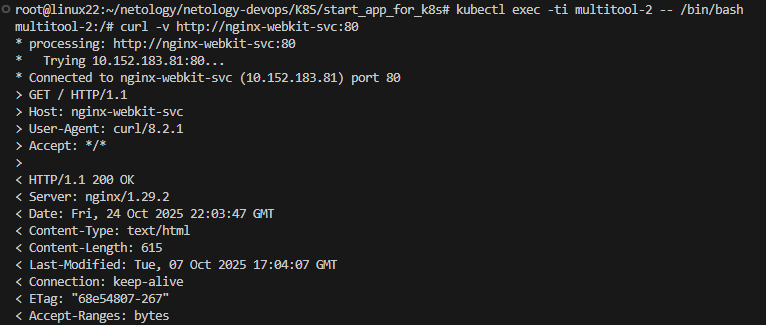 root@linux22:~/netology/netology-devops/K8S/start_app_for_k8s# kubectl exec -ti multitool-2 -- /bin/bash
multitool-2:/# curl -v http://nginx-webkit-svc:80
* processing: http://nginx-webkit-svc:80
*   Trying 10.152.183.81:80...
* Connected to nginx-webkit-svc (10.152.183.81) port 80
> GET / HTTP/1.1
> Host: nginx-webkit-svc
> User-Agent: curl/8.2.1
> Accept: */*
>
< HTTP/1.1 200 OK
< Server: nginx/1.29.2
< Date: Fri, 24 Oct 2025 22:03:47 GMT
< Content-Type: text/html
< Content-Length: 615
< Last-Modified: Tue, 07 Oct 2025 17:04:07 GMT
< Connection: keep-alive
< ETag: "68e54807-267"
< Accept-Ranges: bytes